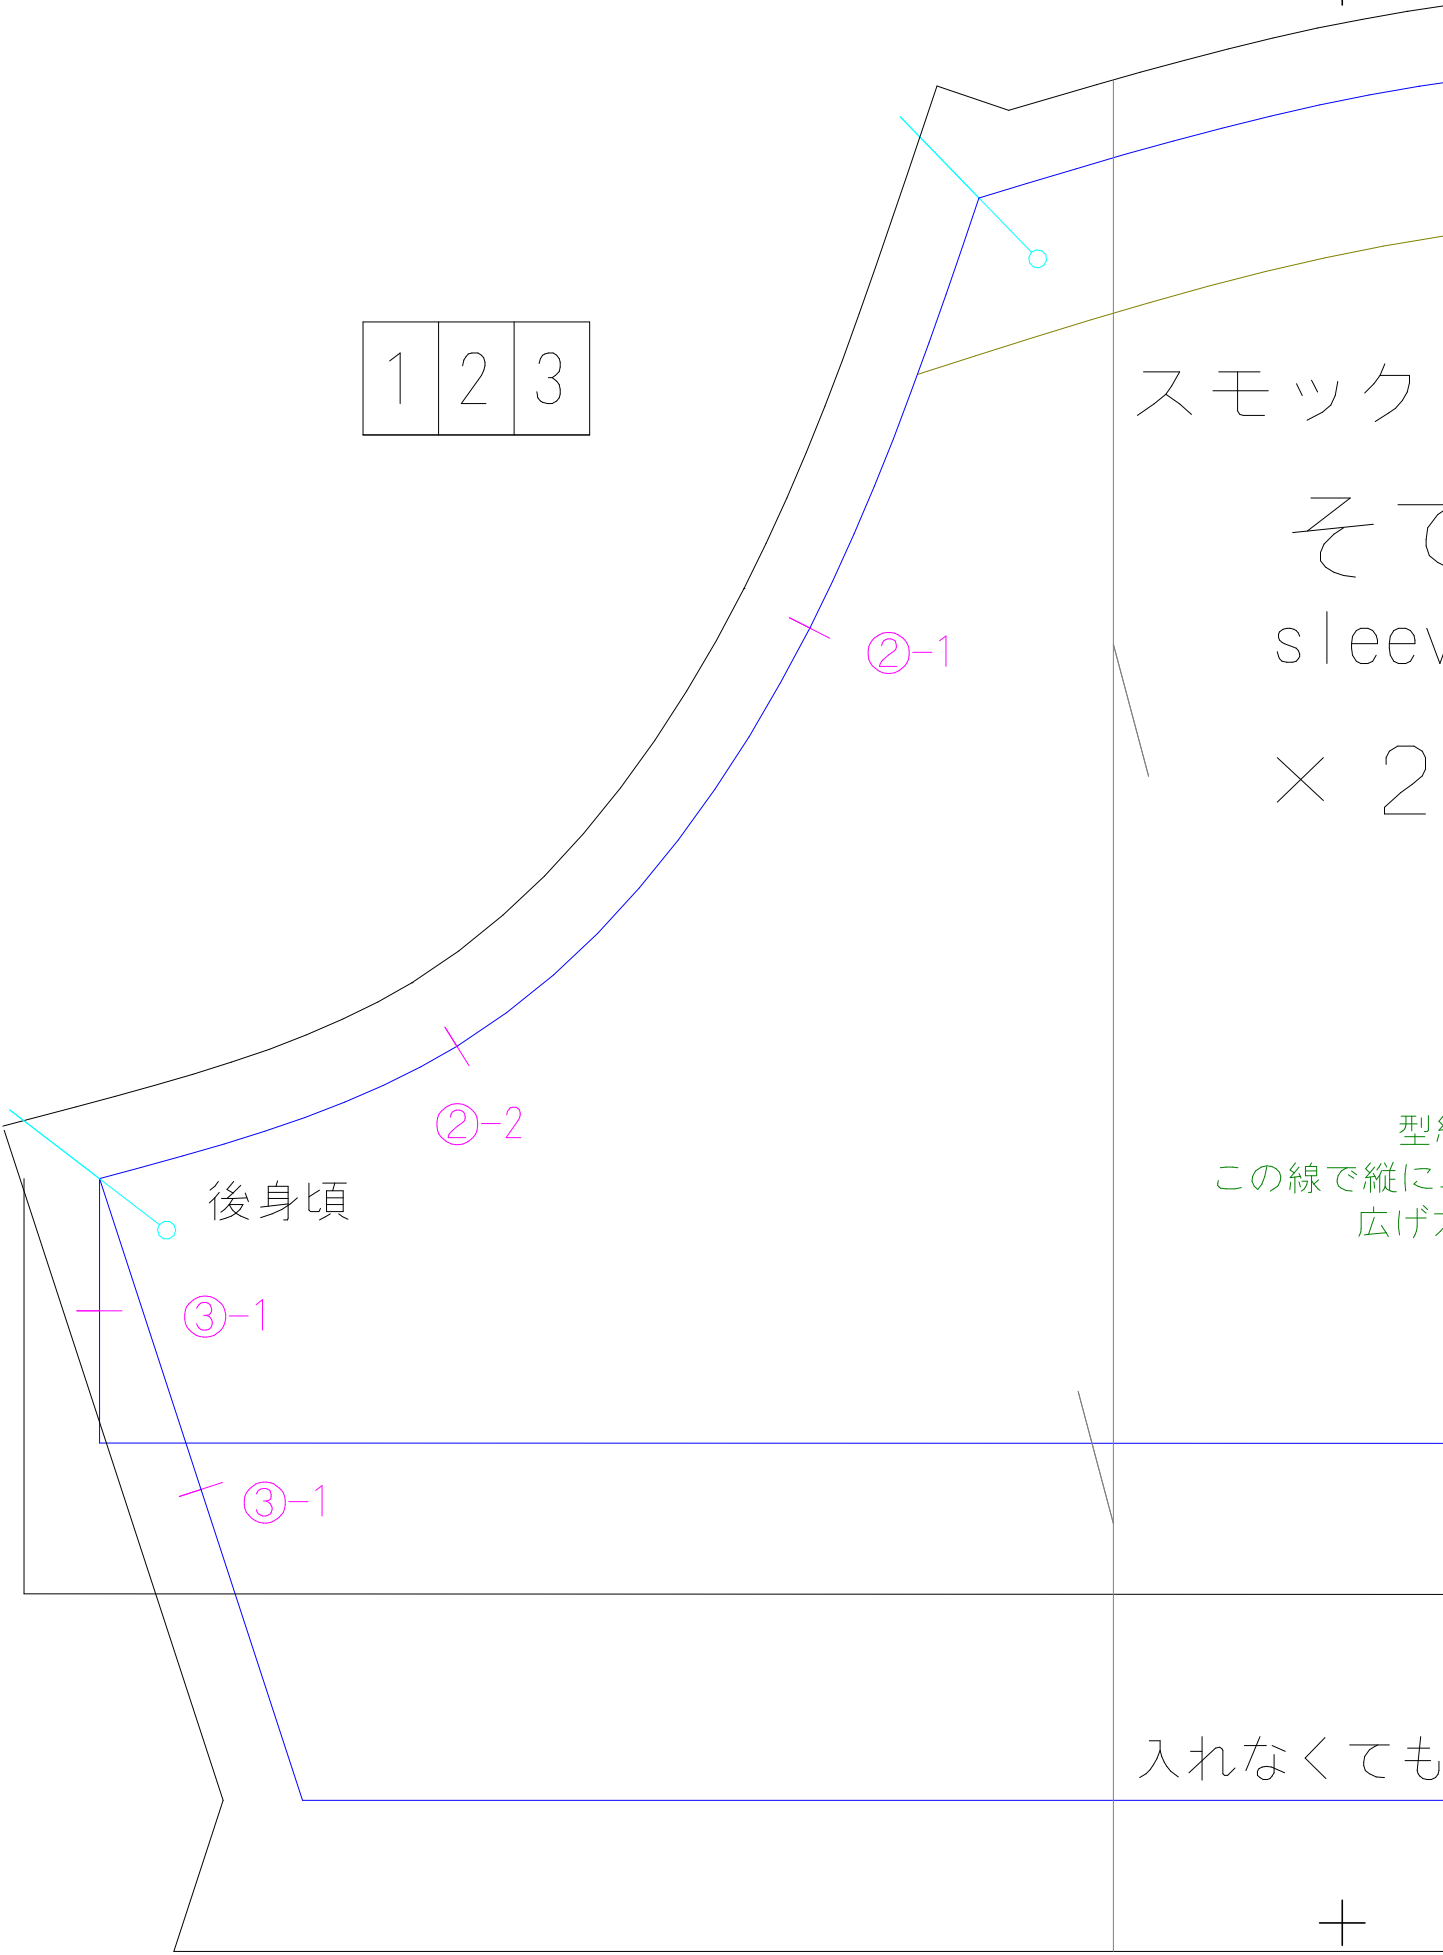 1 2 3
スモック
そで
sleev
×2
②-1
②-2
後身頃
③-1
③-1
型
この線で縦に
広げ
入れなくても